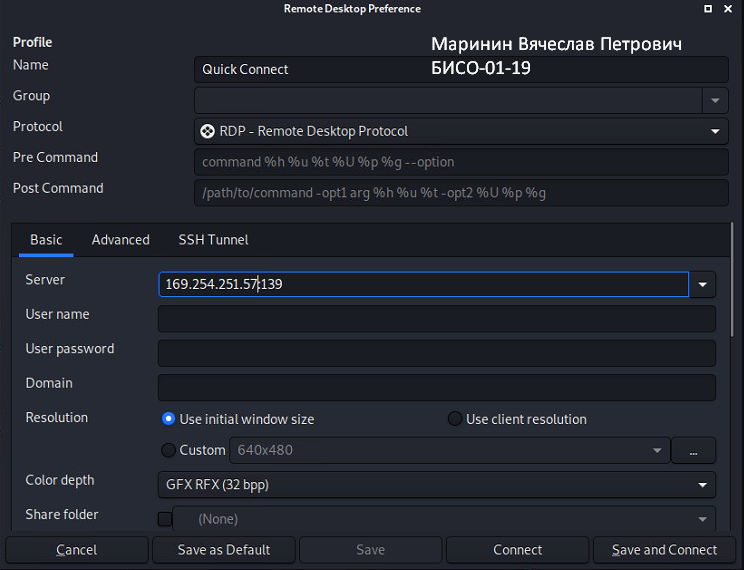 Remote Desktop Preference
Profile
Маринин Вячеслав Петрович
БИСО-01-19
Name Quick Connect
Group
Protocol RDP - Remote Desktop Protocol
Pre Command command %h %u %t %U %p %g --option
Post Command /path/to/command -opt1 arg %h %u %t -opt2 %U %p %g
Basic Advanced SSH Tunnel
Server 169.254.251.57:139
User name
User password
Domain
Resolution Use initial window size Use client resolution
Custom 640x480 ...
Color depth GFX RFX (32 bpp)
Share folder (None)
Cancel Save as Default Save Connect Save and Connect